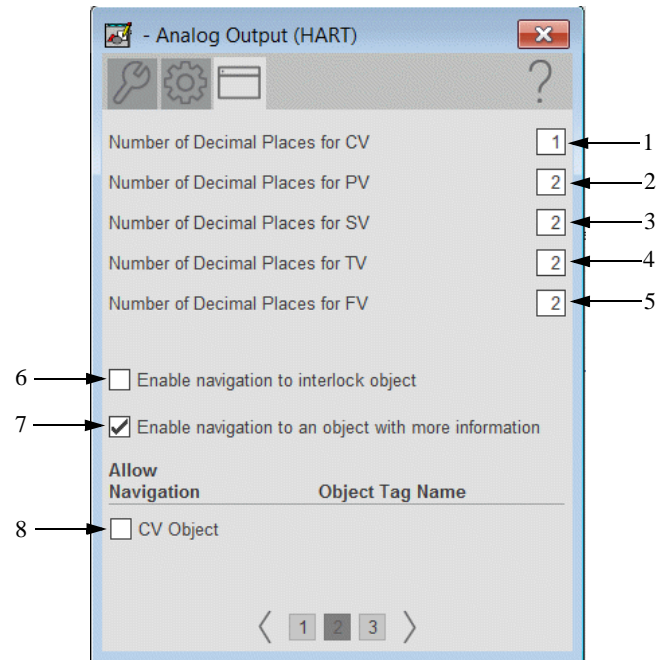 - Analog Output (HART)
?
Number of Decimal Places for CV 1 1
Number of Decimal Places for PV 2 2
Number of Decimal Places for SV 2 3
Number of Decimal Places for TV 2 4
Number of Decimal Places for FV 2 5
6 Enable navigation to interlock object
7 Enable navigation to an object with more information
Allow
Navigation Object Tag Name
8 CV Object
1 2 3